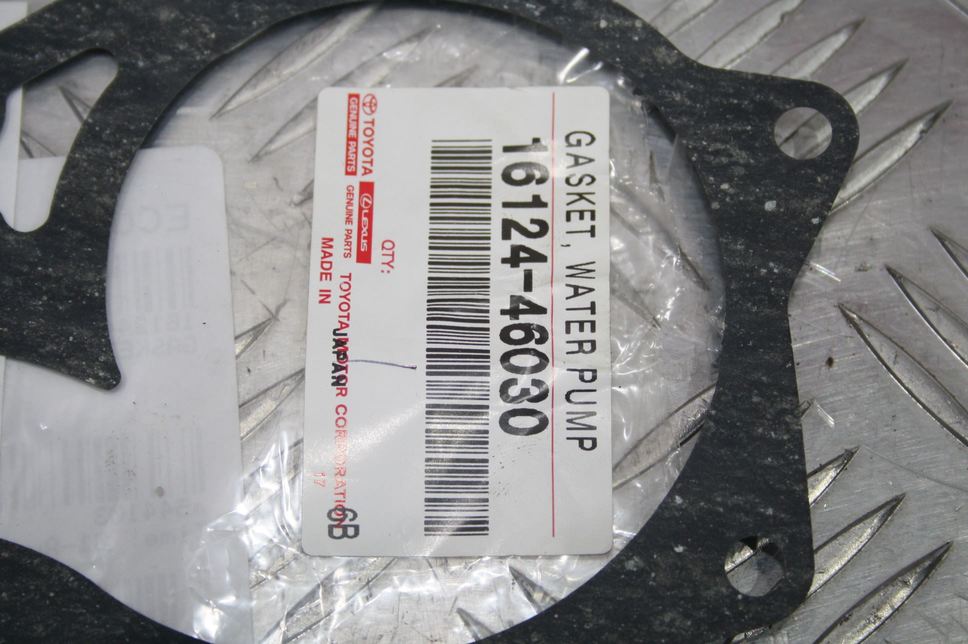 GASKET, WATER PUMP
16124-46030
QTY:
TOYOTA
GENUINE PARTS
LEXUS
GENUINE PARTS
TOYOTA MOTOR CORPORATION
MADE IN
JAPAN
17
6B